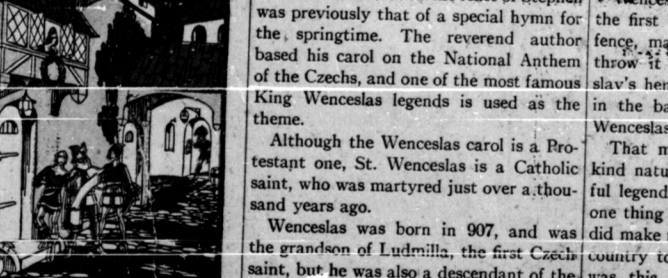 was previously that of a special hymn for
the springtime. The reverend author
based his carol on the National Anthem
of the Czechs, and one of the most famous
King Wenceslas legends is used as the
theme.
Although the Wenceslas carol is a Pro-
testant one, St. Wenceslas is a Catholic
saint, who was martyred just over a thou-
sand years ago.
Wenceslas was born in 907, and was
the grandson of Ludmilla, the first Czech
saint, but he was also a descendant of the
the first
fence,
throw it
slav's
in the
Wenceslas
That
kind
ful legend
one thing
did make
country